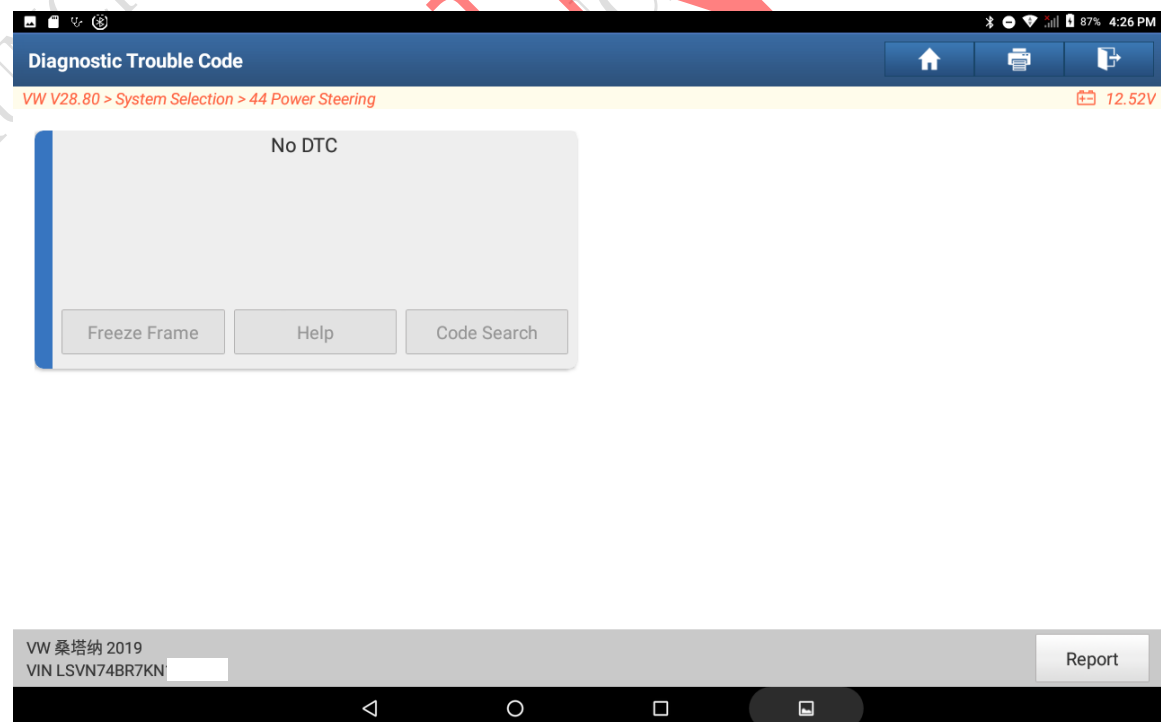 87% 4:26 PM
Diagnostic Trouble Code
VW V28.80 > System Selection > 44 Power Steering
12.52V
No DTC
Freeze Frame
Help
Code Search
VW 桑塔纳 2019
VIN LSVN74BR7KN
Report